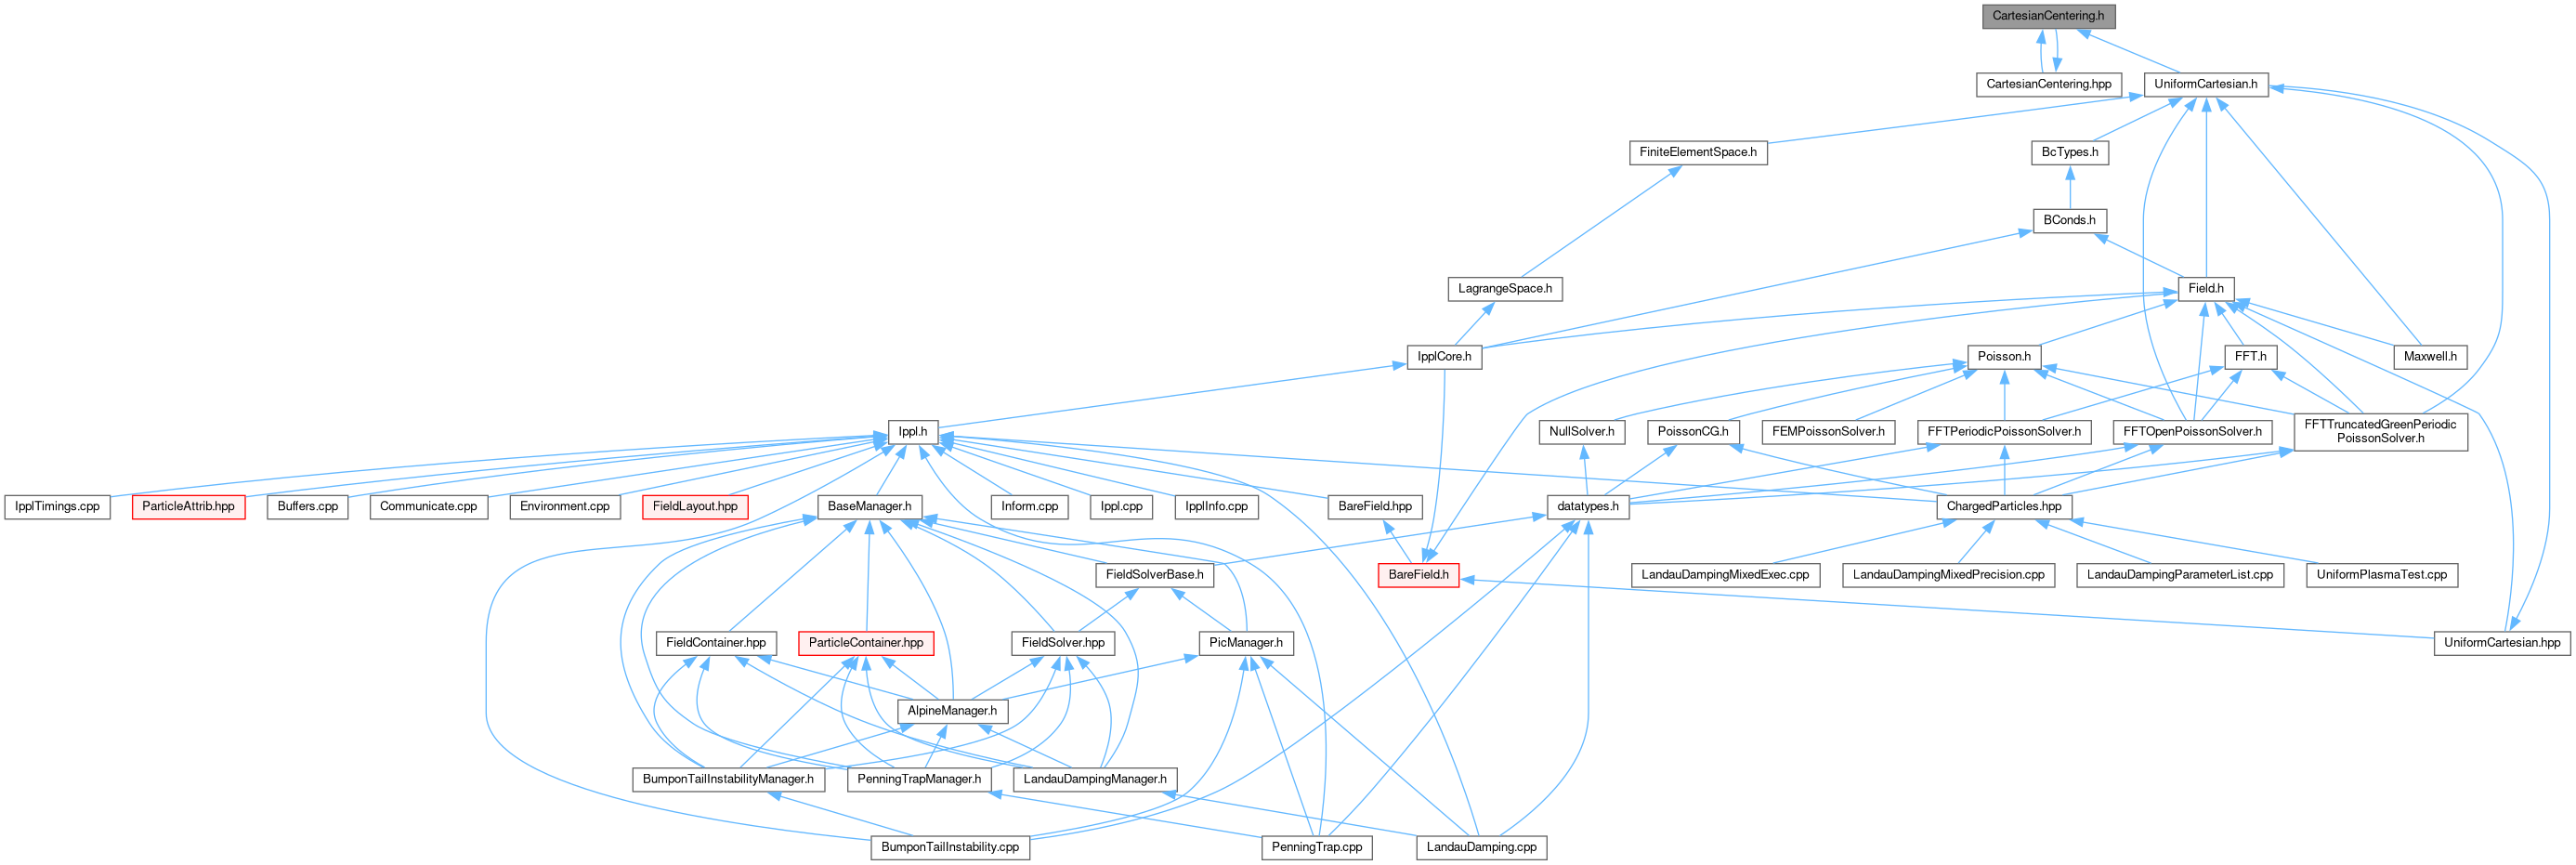 CartesianCentering.h
CartesianCentering.hpp
UniformCartesian.h
FiniteElementSpace.h
BcTypes.h
BConds.h
LagrangeSpace.h
Field.h
IpplCore.h
Poisson.h
FFT.h
Maxwell.h
Ippl.h
NullSolver.h
PoissonCG.h
FEMPoissonSolver.h
FFTPeriodicPoissonSolver.h
FFTOpenPoissonSolver.h
FFTTruncatedGreenPeriodic
PoissonSolver.h
IpplTimings.cpp
ParticleAttrib.hpp
Buffers.cpp
Communicate.cpp
Environment.cpp
FieldLayout.hpp
BaseManager.h
Inform.cpp
Ippl.cpp
IpplInfo.cpp
BareField.hpp
datatypes.h
ChargedParticles.hpp
FieldSolverBase.h
BareField.h
LandauDampingMixedExec.cpp
LandauDampingMixedPrecision.cpp
LandauDampingParameterList.cpp
UniformPlasmaTest.cpp
FieldContainer.hpp
ParticleContainer.hpp
FieldSolver.hpp
PicManager.h
UniformCartesian.hpp
AlpineManager.h
BumponTailInstabilityManager.h
PenningTrapManager.h
LandauDampingManager.h
BumponTailInstability.cpp
PenningTrap.cpp
LandauDamping.cpp